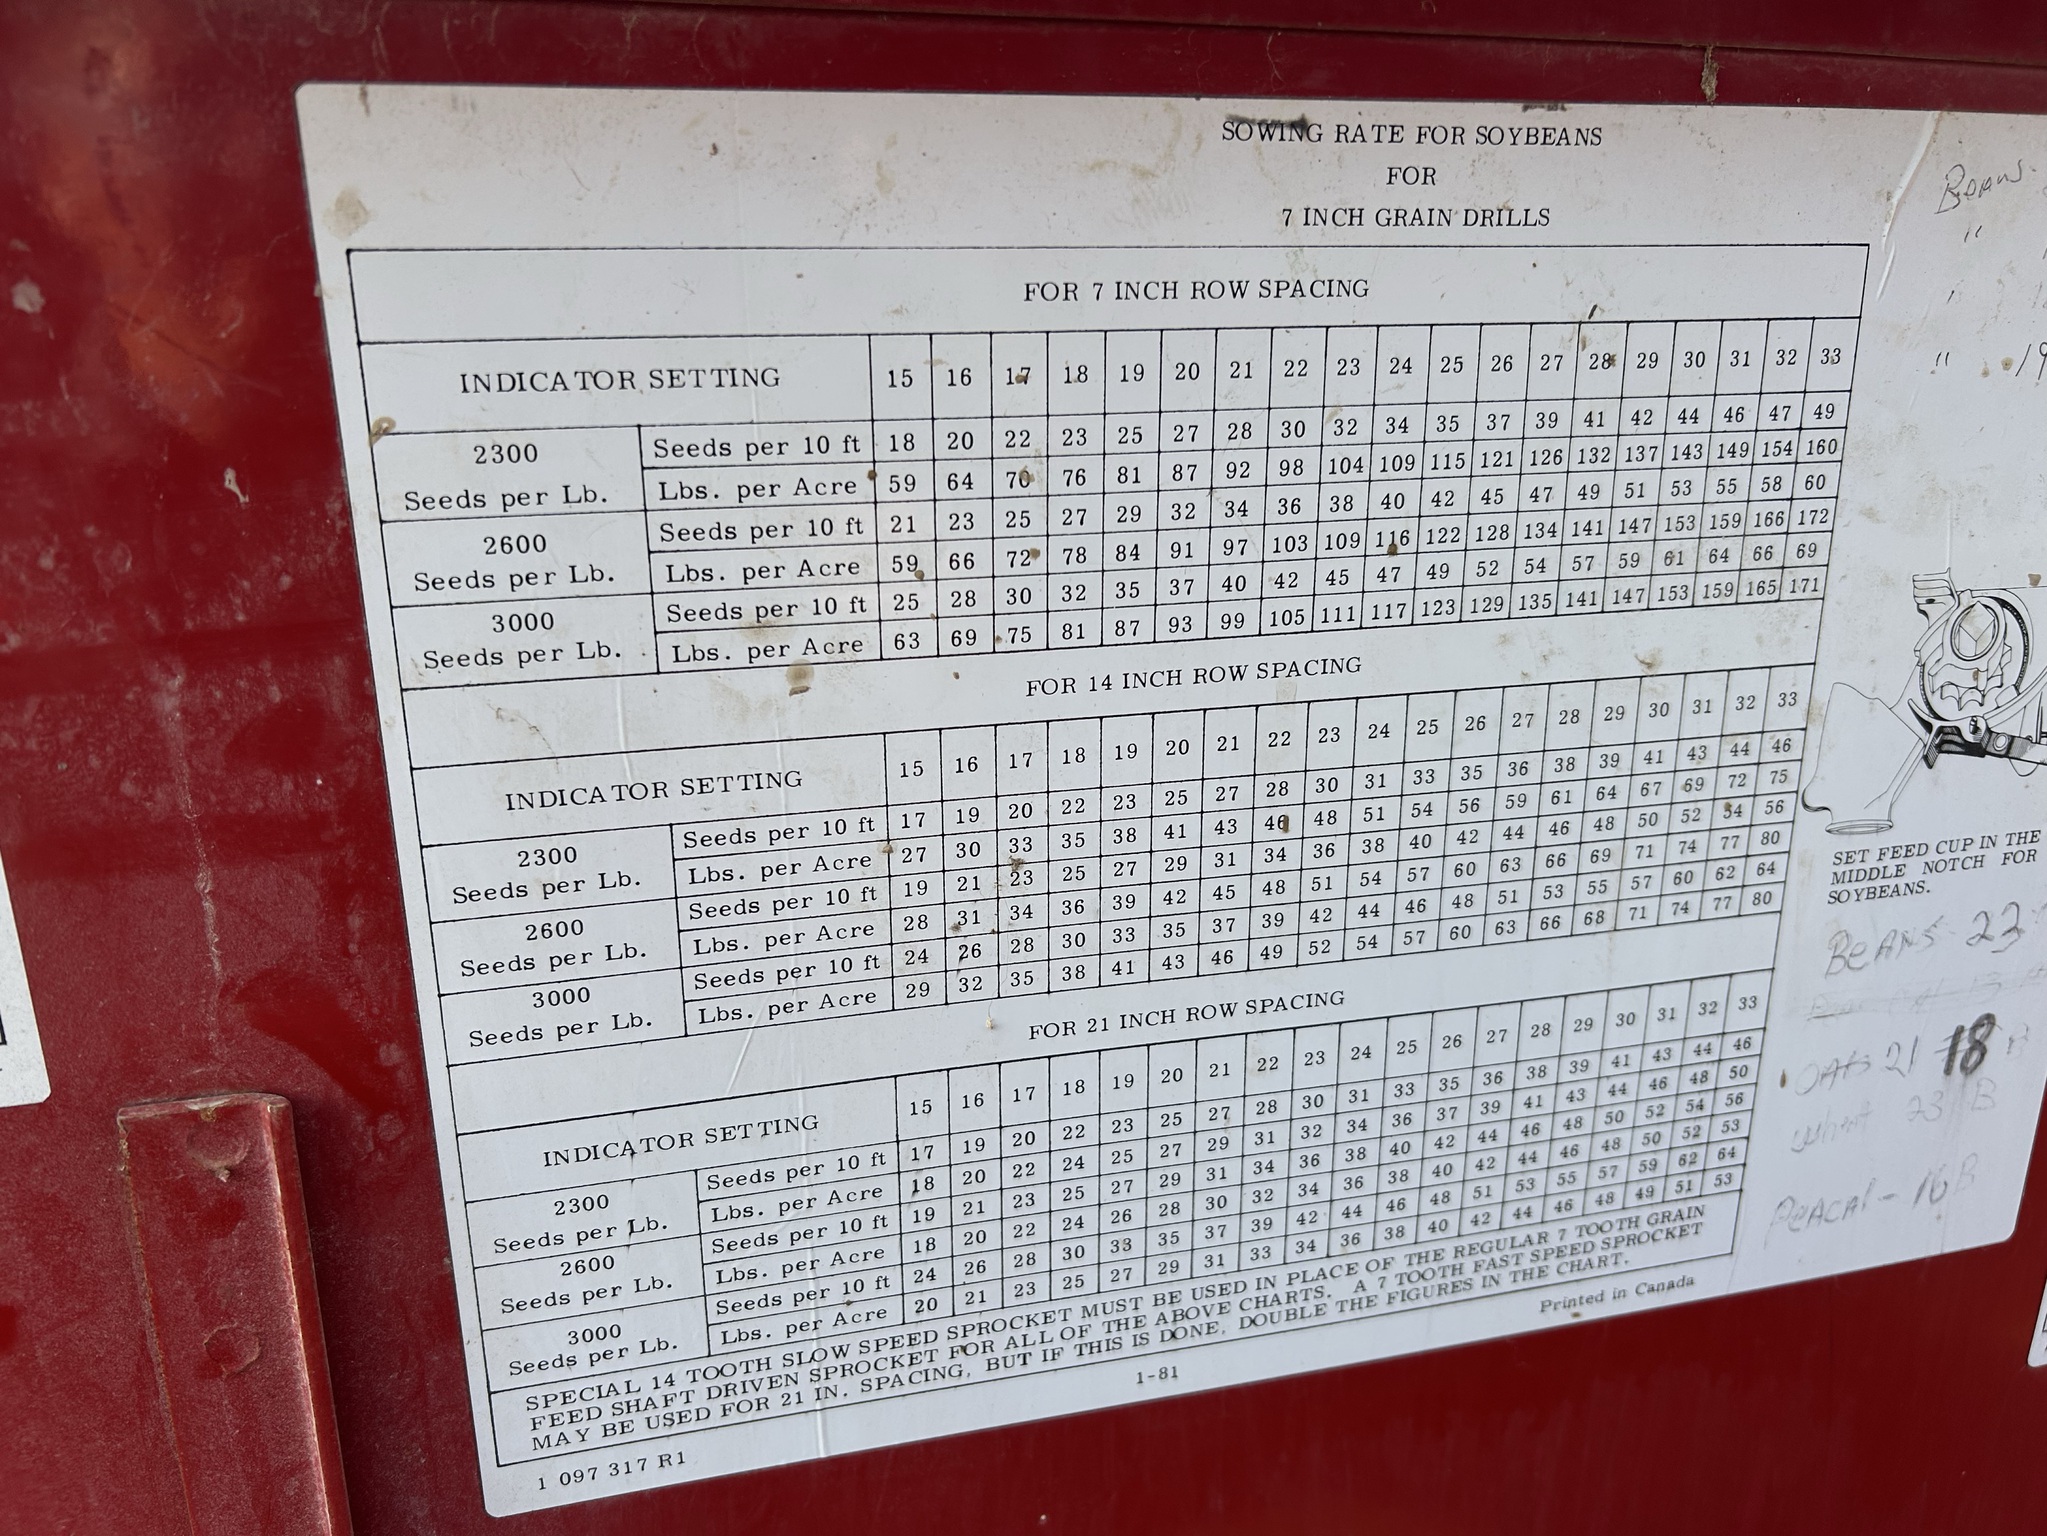 SOWING RATE FOR SOYBEANS
FOR
7 INCH GRAIN DRILLS
FOR 7 INCH ROW SPACING
INDICATOR SETTING 15 16 17 18 19 20 21 22 23 24 25 26 27 28 29 30 31 32 33
2300 Seeds per Lb. Seeds per 10 ft 18 20 22 23 25 27 28 30 32 34 35 37 39 41 42 44 46 47 49
Lbs. per Acre 59 64 70 76 81 87 92 98 104 109 115 121 126 132 137 143 149 154 160
2600 Seeds per Lb. Seeds per 10 ft 21 23 25 27 29 32 34 36 38 40 42 45 47 49 51 53 55 58 60
Lbs. per Acre 59 66 72 78 84 91 97 103 109 116 122 128 134 141 147 153 159 166 172
3000 Seeds per Lb. Seeds per 10 ft 25 28 30 32 35 37 40 42 45 47 49 52 54 57 59 61 64 66 69
Lbs. per Acre 63 69 75 81 87 93 99 105 111 117 123 129 135 141 147 153 159 165 171
FOR 14 INCH ROW SPACING
INDICATOR SETTING 15 16 17 18 19 20 21 22 23 24 25 26 27 28 29 30 31 32 33
2300 Seeds per Lb. Seeds per 10 ft 17 19 20 22 23 25 27 28 30 31 33 35 36 38 39 41 43 44 46
Lbs. per Acre 27 30 33 35 38 41 43 46 48 51 54 56 59 61 64 67 69 72 75
2600 Seeds per Lb. Seeds per 10 ft 19 21 23 25 27 29 31 34 36 38 40 42 44 46 48 50 52 54 56
Lbs. per Acre 28 31 34 36 39 42 45 48 51 54 57 60 63 66 69 71 74 77 80
3000 Seeds per Lb. Seeds per 10 ft 24 26 28 30 33 35 37 39 42 44 46 48 51 53 55 57 60 62 64
Lbs. per Acre 29 32 35 38 41 43 46 49 52 54 57 60 63 66 68 71 74 77 80
FOR 21 INCH ROW SPACING
INDICATOR SETTING 15 16 17 18 19 20 21 22 23 24 25 26 27 28 29 30 31 32 33
2300 Seeds per Lb. Seeds per 10 ft 17 19 20 22 23 25 27 28 30 31 33 35 36 38 39 41 43 44 46
Lbs. per Acre 18 20 22 24 25 27 29 31 32 34 36 37 39 41 43 44 46 48 50
2600 Seeds per Lb. Seeds per 10 ft 19 21 23 25 27 29 31 34 36 38 40 42 44 46 48 50 52 54 56
Lbs. per Acre 18 20 22 24 26 28 30 32 34 36 38 40 42 44 46 48 50 52 53
3000 Seeds per Lb. Seeds per 10 ft 24 26 28 30 33 35 37 39 42 44 46 48 51 53 55 57 59 62 64
Lbs. per Acre 20 21 23 25 27 29 31 33 34 36 38 40 42 44 46 48 49 51 53
SPECIAL 14 TOOTH SLOW SPEED SPROCKET MUST BE USED IN PLACE OF THE REGULAR 7 TOOTH GRAIN
FEED SHAFT DRIVEN SPROCKET FOR ALL OF THE ABOVE CHARTS. A 7 TOOTH FAST SPEED SPROCKET
MAY BE USED FOR 21 IN. SPACING, BUT IF THIS IS DONE, DOUBLE THE FIGURES IN THE CHART.
1 097 317 R1
1-81
Printed in Canada
Beans
"
"
" 19
SET FEED CUP IN THE
MIDDLE NOTCH FOR
SOYBEANS.
BEANS 23
OATS 21 18
23 B
16 B